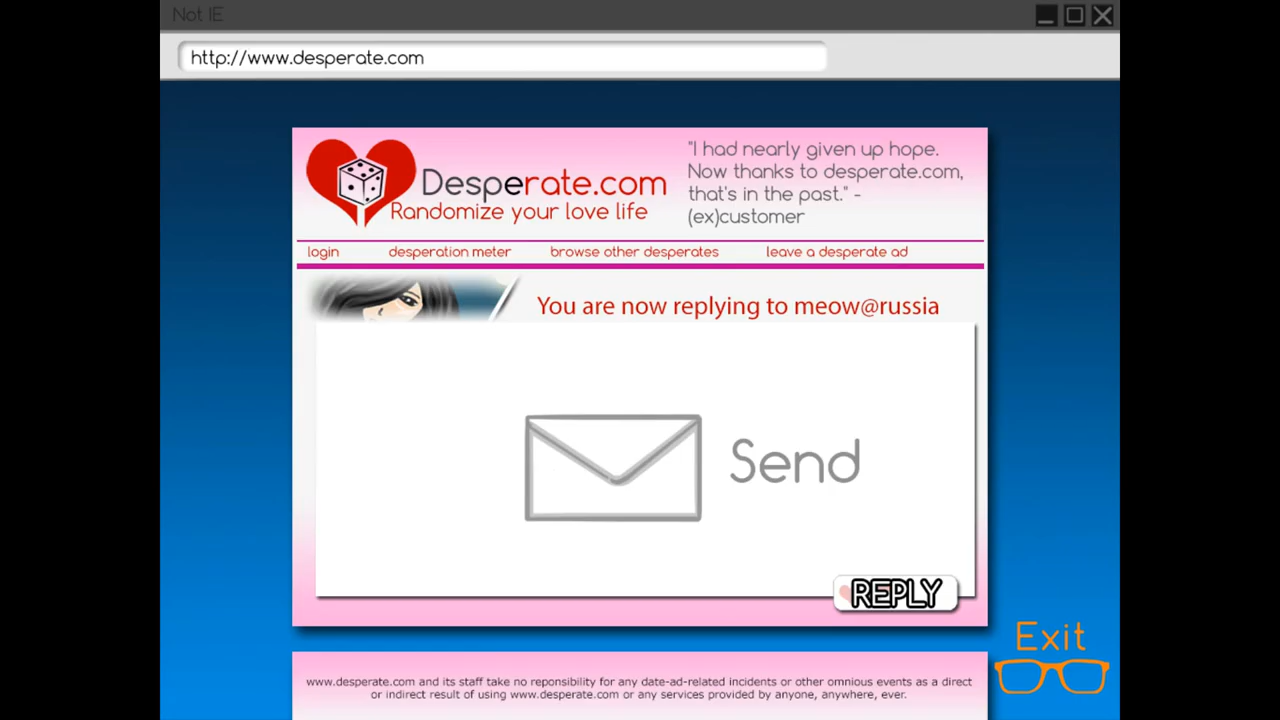 Not IE
http://www.desperate.com
Desperate.com
Randomize your love life
"I had nearly given up hope.
Now thanks to desperate.com,
that's in the past." -
(ex)customer
login desperation meter browse other desperates leave a desperate ad
You are now replying to meow@russia
Send
REPLY
Exit
www.desperate.com and its staff take no reponsibility for any date-ad-related incidents or other omnious events as a direct
or indirect result of using www.desperate.com or any services provided by anyone, anywhere, ever.